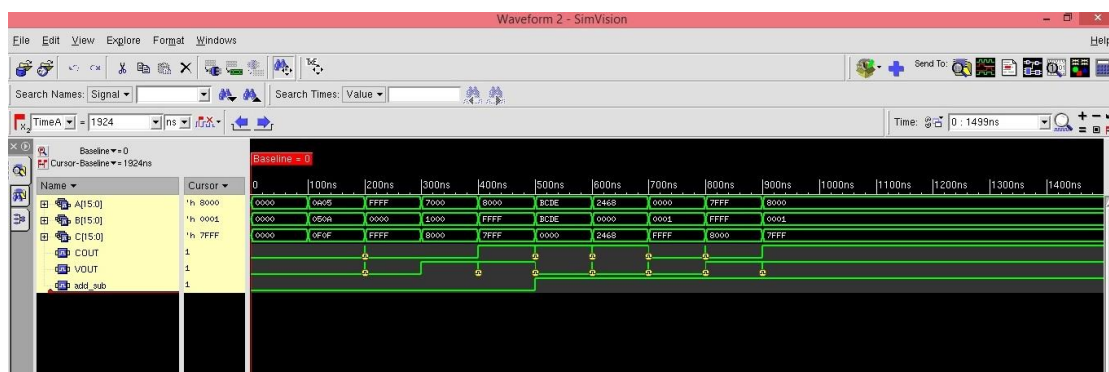 Waveform 2 - SimVision
File Edit View Explore Format Windows Help
Send To:
Search Names: Signal Search Times: Value
TimeA = 1924 ns Time: 0 : 1499ns
Baseline = 0
Cursor-Baseline = 1924ns
Baseline = 0
Name Cursor 0 100ns 200ns 300ns 400ns 500ns 600ns 700ns 800ns 900ns 1000ns 1100ns 1200ns 1300ns 1400ns
A[15:0] 'h 8000 0000 0A05 FFFF 7000 8000 BCDE 2468 0000 7FFF 8000
B[15:0] 'h 0001 0000 050A 0000 1000 FFFF BCDE 0000 0001 FFFF 0001
C[15:0] 'h 7FFF 0000 0F0F FFFF 8000 7FFF 0000 2468 FFFF 8000 7FFF
COUT 1
VOUT 1
add_sub 1